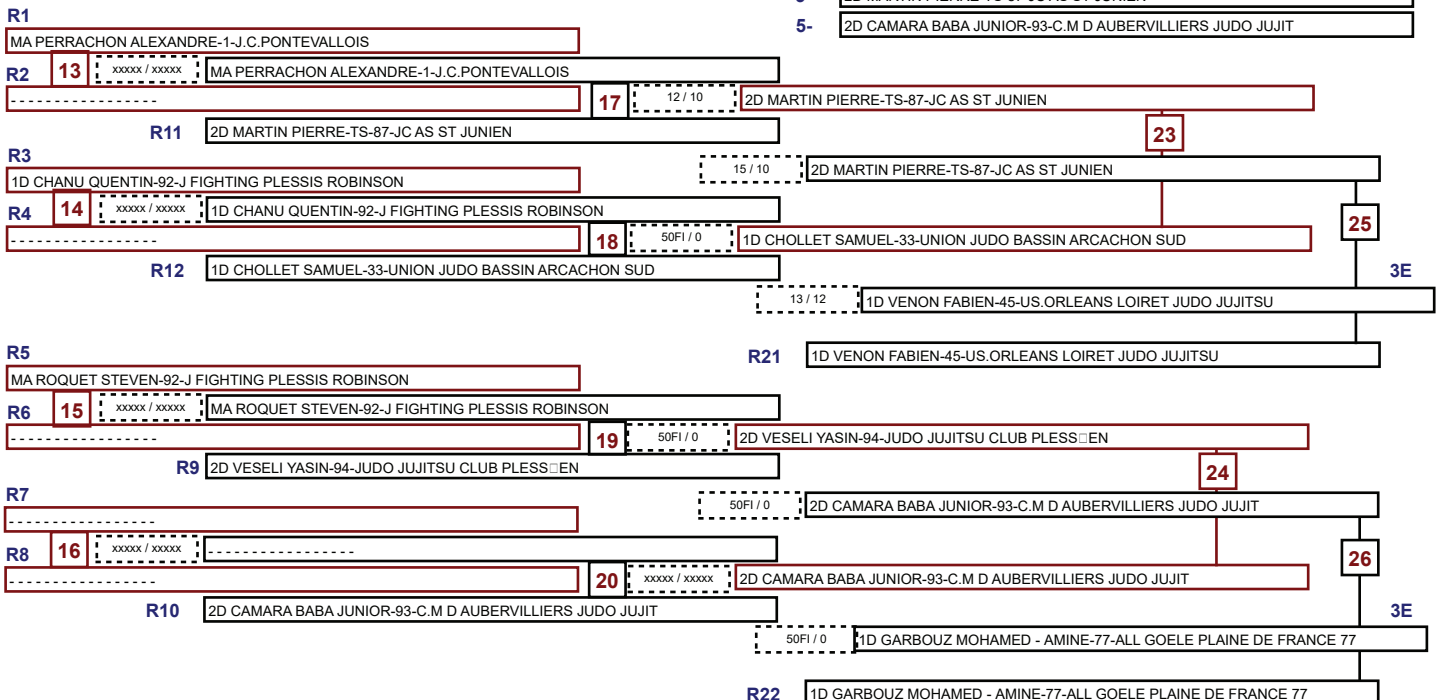 R1
5-
2D CAMARA BABA JUNIOR-93-C.M D AUBERVILLIERS JUDO JUJIT
MA PERRACHON ALEXANDRE-1-J.C.PONTEVALLOIS
R2 13 xxxxx / xxxxx MA PERRACHON ALEXANDRE-1-J.C.PONTEVALLOIS
- - - - - - - - - - - - - - - - 17 12 / 10 2D MARTIN PIERRE-TS-87-JC AS ST JUNIEN
R11 2D MARTIN PIERRE-TS-87-JC AS ST JUNIEN
23
R3
15 / 10 2D MARTIN PIERRE-TS-87-JC AS ST JUNIEN
1D CHANU QUENTIN-92-J FIGHTING PLESSIS ROBINSON
R4 14 xxxxx / xxxxx 1D CHANU QUENTIN-92-J FIGHTING PLESSIS ROBINSON
25
- - - - - - - - - - - - - - - - 18 50FI / 0 1D CHOLLET SAMUEL-33-UNION JUDO BASSIN ARCACHON SUD
R12 1D CHOLLET SAMUEL-33-UNION JUDO BASSIN ARCACHON SUD
3E
13 / 12 1D VENON FABIEN-45-US.ORLEANS LOIRET JUDO JUJITSU
R5
R21 1D VENON FABIEN-45-US.ORLEANS LOIRET JUDO JUJITSU
MA ROQUET STEVEN-92-J FIGHTING PLESSIS ROBINSON
R6 15 xxxxx / xxxxx MA ROQUET STEVEN-92-J FIGHTING PLESSIS ROBINSON
- - - - - - - - - - - - - - - - 19 50FI / 0 2D VESELI YASIN-94-JUDO JUJITSU CLUB PLESS□EN
R9 2D VESELI YASIN-94-JUDO JUJITSU CLUB PLESS□EN
24
R7
50FI / 0 2D CAMARA BABA JUNIOR-93-C.M D AUBERVILLIERS JUDO JUJIT
- - - - - - - - - - - - - - - -
R8 16 xxxxx / xxxxx - - - - - - - - - - - - - - - -
26
- - - - - - - - - - - - - - - - 20 xxxxx / xxxxx 2D CAMARA BABA JUNIOR-93-C.M D AUBERVILLIERS JUDO JUJIT
R10 2D CAMARA BABA JUNIOR-93-C.M D AUBERVILLIERS JUDO JUJIT
3E
50FI / 0 1D GARBOUZ MOHAMED - AMINE-77-ALL GOELE PLAINE DE FRANCE 77
R22 1D GARBOUZ MOHAMED - AMINE-77-ALL GOELE PLAINE DE FRANCE 77